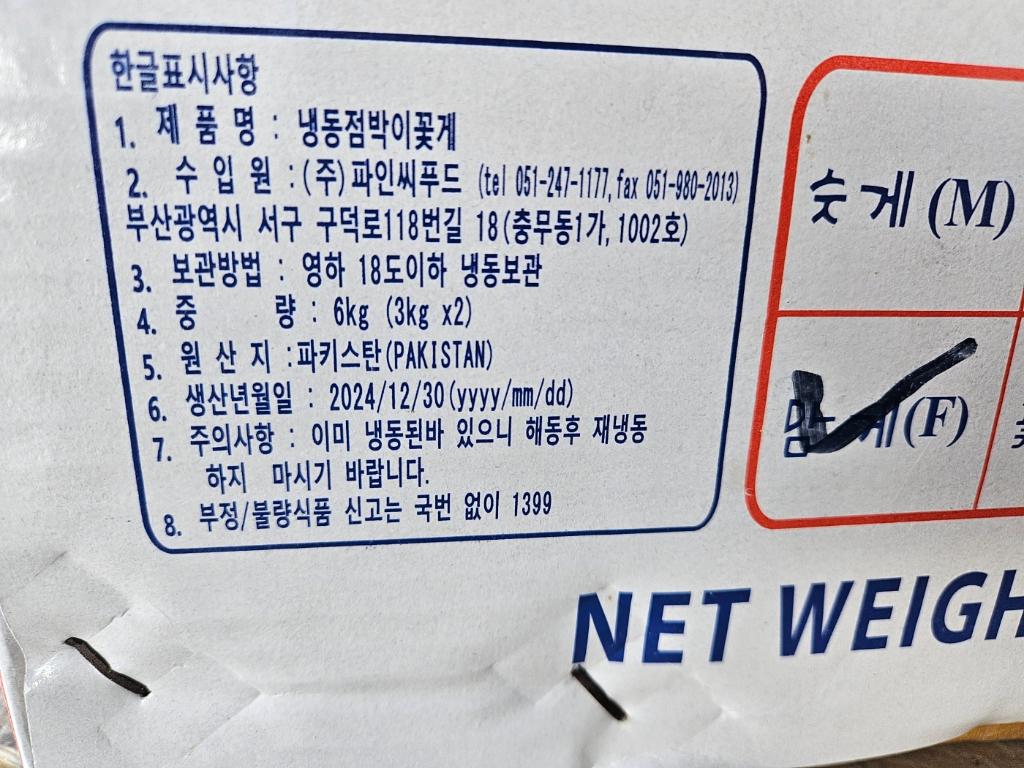 한글표시사항
1. 제 품 명 : 냉동점박이꽃게
2. 수 입 원 :(주)파인씨푸드 (tel 051-247-1177, fax 051-980-2013)
부산광역시 서구 구덕로118번길 18(충무동1가, 1002호)
3. 보관방법 : 영하 18도이하 냉동보관
4. 중 량 : 6kg (3kg x2)
5. 원 산 지 :파키스탄(PAKISTAN)
6. 생산년월일 : 2024/12/30(yyyy/mm/dd)
7. 주의사항 : 이미 냉동된바 있으니 해동후 재냉동
하지 마시기 바랍니다.
8. 부정/불량식품 신고는 국번 없이 1399
숫게 (M)
암게(F)
NET WEIGH